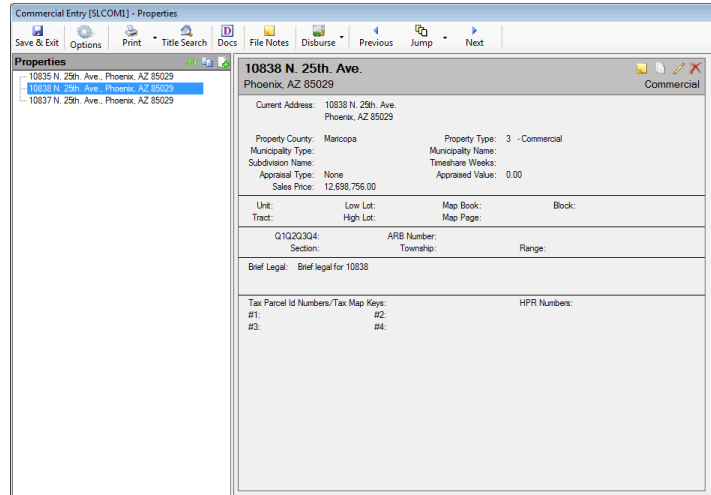 Commercial Entry [SLCOM1] - Properties
Save & Exit Options Print Title Search Docs File Notes Disburse Previous Jump Next
Properties
10835 N. 25th. Ave., Phoenix, AZ 85029
10838 N. 25th. Ave., Phoenix, AZ 85029
10837 N. 25th. Ave., Phoenix, AZ 85029
10838 N. 25th. Ave.
Phoenix, AZ 85029 Commercial
Current Address: 10838 N. 25th. Ave.
Phoenix, AZ 85029
Property County: Maricopa Property Type: 3 - Commercial
Municipality Type: Municipality Name:
Subdivision Name: Timeshare Weeks:
Appraisal Type: None Appraised Value: 0.00
Sales Price: 12,698,756.00
Unit: Low Lot: Map Book: Block:
Tract: High Lot: Map Page:
Q1Q2Q3Q4: ARB Number:
Section: Township: Range:
Brief Legal: Brief legal for 10838
Tax Parcel Id Numbers/Tax Map Keys: HPR Numbers:
#1: #2:
#3: #4: